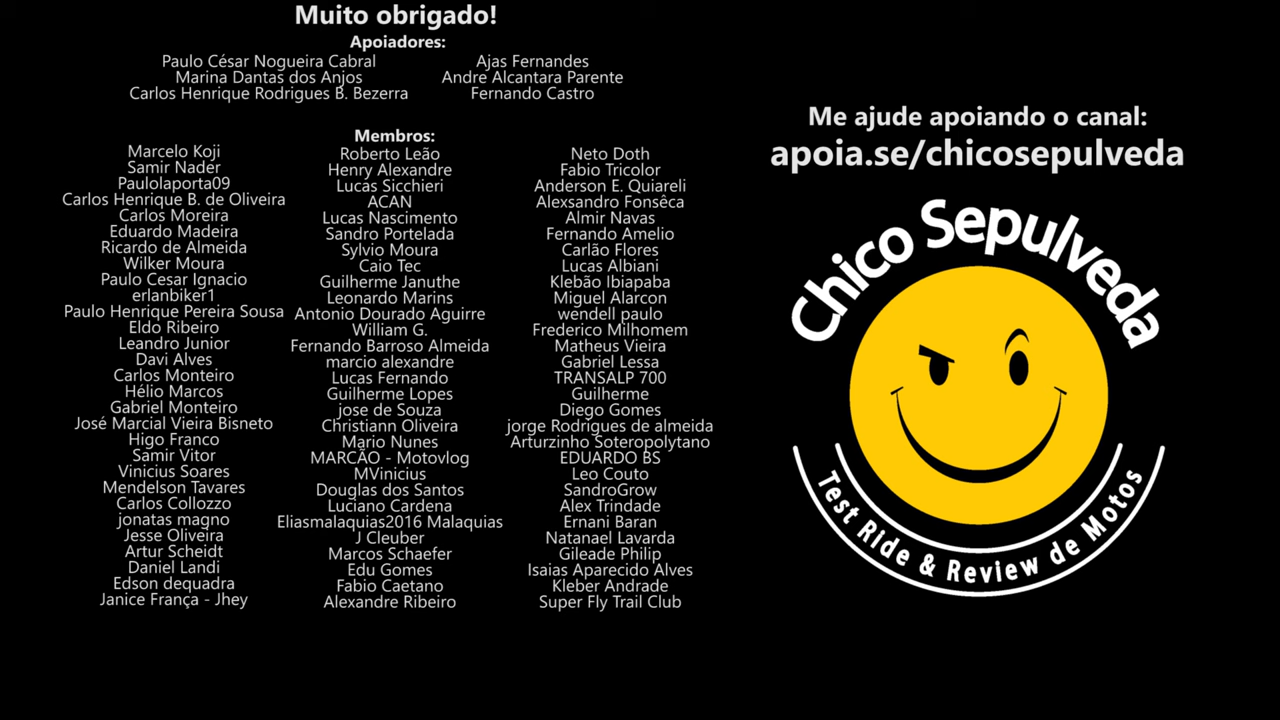 Muito obrigado!
Apoiadores:
Paulo César Nogueira Cabral
Marina Dantas dos Anjos
Carlos Henrique Rodrigues B. Bezerra
Ajas Fernandes
Andre Alcantara Parente
Fernando Castro
Membros:
Marcelo Koji
Samir Nader
Paulolaporta09
Carlos Henrique B. de Oliveira
Carlos Moreira
Eduardo Madeira
Ricardo de Almeida
Wilker Moura
Paulo Cesar Ignacio
erlanbiker1
Paulo Henrique Pereira Sousa
Eldo Ribeiro
Leandro Junior
Davi Alves
Carlos Monteiro
Hélio Marcos
Gabriel Monteiro
José Marcial Vieira Bisneto
Higo Franco
Samir Vitor
Vinicius Soares
Mendelson Tavares
Carlos Collozzo
jonatas magno
Jesse Oliveira
Artur Scheidt
Daniel Landi
Edson dequadra
Janice França - Jhey
Roberto Leão
Henry Alexandre
Lucas Sicchieri
ACAN
Lucas Nascimento
Sandro Portelada
Sylvio Moura
Caio Tec
Guilherme Januthe
Leonardo Marins
Antonio Dourado Aguirre
William G.
Fernando Barroso Almeida
marcio alexandre
Lucas Fernando
Guilherme Lopes
jose de Souza
Christiann Oliveira
Mario Nunes
MARCÃO - Motovlog
MVinicius
Douglas dos Santos
Luciano Cardena
Eliasmalaquias2016 Malaquias
J Cleuber
Marcos Schaefer
Edu Gomes
Fabio Caetano
Alexandre Ribeiro
Neto Doth
Fabio Tricolor
Anderson E. Quiareli
Alexsandro Fonsêca
Almir Navas
Fernando Amelio
Carlão Flores
Lucas Albiani
Klebão Ibiapaba
Miguel Alarcon
wendell paulo
Frederico Milhomem
Matheus Vieira
Gabriel Lessa
TRANSALP 700
Guilherme
Diego Gomes
jorge Rodrigues de almeida
Arturzinho Soteropolytano
EDUARDO BS
Leo Couto
SandroGrow
Alex Trindade
Ernani Baran
Natanael Lavarda
Gileade Philip
Isaias Aparecido Alves
Kleber Andrade
Super Fly Trail Club
Me ajude apoiando o canal:
apoia.se/chicosepulveda
Chico Sepulveda
Test Ride & Review de Motos